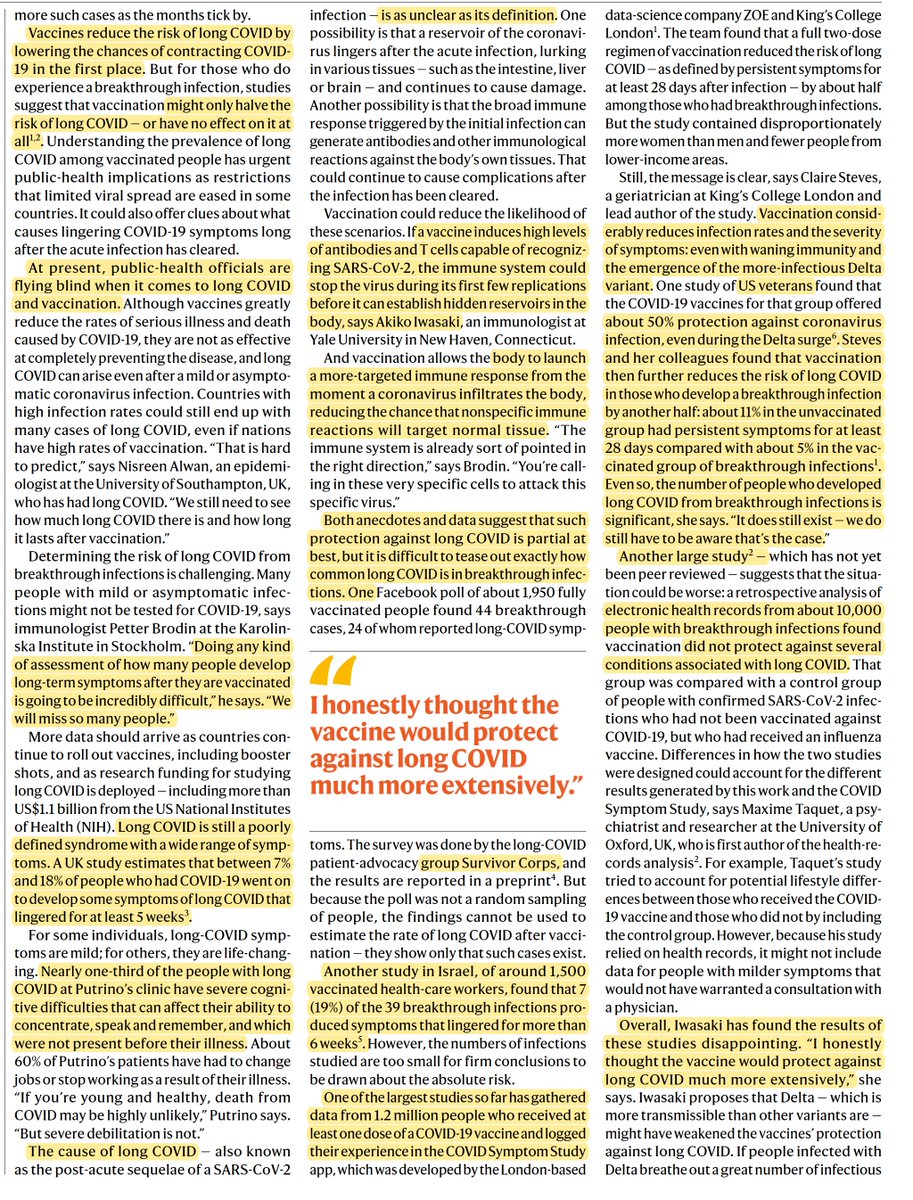 more such cases as the months tick by.
Vaccines reduce the risk of long COVID by
lowering the chances of contracting COVID-
19 in the first place. But for those who do
experience a breakthrough infection, studies
suggest that vaccination might only halve the
risk of long COVID — or have no effect on it at
all1,2. Understanding the prevalence of long
COVID among vaccinated people has urgent
public-health implications as restrictions
that limited viral spread are eased in some
countries. It could also offer clues about what
causes lingering COVID-19 symptoms long
after the acute infection has cleared.
At present, public-health officials are
flying blind when it comes to long COVID
and vaccination. Although vaccines greatly
reduce the rates of serious illness and death
caused by COVID-19, they are not as effective
at completely preventing the disease, and long
COVID can arise even after a mild or asympto-
matic coronavirus infection. Countries with
high infection rates could still end up with
many cases of long COVID, even if nations
have high rates of vaccination. “That is hard
to predict,” says Nisreen Alwan, an epidemi-
ologist at the University of Southampton, UK,
who has had long COVID. “We still need to see
how much long COVID there is and how long
it lasts after vaccination.”
Determining the risk of long COVID from
breakthrough infections is challenging. Many
people with mild or asymptomatic infec-
tions might not be tested for COVID-19, says
immunologist Petter Brodin at the Karolin-
ska Institute in Stockholm. “Doing any kind
of assessment of how many people develop
long-term symptoms after they are vaccinated
is going to be incredibly difficult,” he says. “We
will miss so many people.”
More data should arrive as countries con-
tinue to roll out vaccines, including booster
shots, and as research funding for studying
long COVID is deployed — including more than
US$1.1 billion from the US National Institutes
of Health (NIH). Long COVID is still a poorly
defined syndrome with a wide range of symp-
toms. A UK study estimates that between 7%
and 18% of people who had COVID-19 went on
to develop some symptoms of long COVID that
lingered for at least 5 weeks3.
For some individuals, long-COVID symp-
toms are mild; for others, they are life-chang-
ing. Nearly one-third of the people with long
COVID at Putrino’s clinic have severe cogni-
tive difficulties that can affect their ability to
concentrate, speak and remember, and which
were not present before their illness. About
60% of Putrino’s patients have had to change
jobs or stop working as a result of their illness.
“If you’re young and healthy, death from
COVID may be highly unlikely,” Putrino says.
“But severe debilitation is not.”
The cause of long COVID — also known
as the post-acute sequelae of a SARS-CoV-2
infection — is as unclear as its definition. One
possibility is that a reservoir of the coronavi-
rus lingers after the acute infection, lurking
in various tissues — such as the intestine, liver
or brain — and continues to cause damage.
Another possibility is that the broad immune
response triggered by the initial infection can
generate antibodies and other immunological
reactions against the body’s own tissues. That
could continue to cause complications after
the infection has been cleared.
Vaccination could reduce the likelihood of
these scenarios. If a vaccine induces high levels
of antibodies and T cells capable of recogniz-
ing SARS-CoV-2, the immune system could
stop the virus during its first few replications
before it can establish hidden reservoirs in the
body, says Akiko Iwasaki, an immunologist at
Yale University in New Haven, Connecticut.
And vaccination allows the body to launch
a more-targeted immune response from the
moment a coronavirus infiltrates the body,
reducing the chance that nonspecific immune
reactions will target normal tissue. “The
immune system is already sort of pointed in
the right direction,” says Brodin. “You’re call-
ing in these very specific cells to attack this
specific virus.”
Both anecdotes and data suggest that such
protection against long COVID is partial at
best, but it is difficult to tease out exactly how
common long COVID is in breakthrough infec-
tions. One Facebook poll of about 1,950 fully
vaccinated people found 44 breakthrough
cases, 24 of whom reported long-COVID symp-
“I honestly thought the
vaccine would protect
against long COVID
much more extensively.”
toms. The survey was done by the long-COVID
patient-advocacy group Survivor Corps, and
the results are reported in a preprint4. But
because the poll was not a random sampling
of people, the findings cannot be used to
estimate the rate of long COVID after vacci-
nation — they show only that such cases exist.
Another study in Israel, of around 1,500
vaccinated health-care workers, found that 7
(19%) of the 39 breakthrough infections pro-
duced symptoms that lingered for more than
6 weeks5. However, the numbers of infections
studied are too small for firm conclusions to
be drawn about the absolute risk.
One of the largest studies so far has gathered
data from 1.2 million people who received at
least one dose of a COVID-19 vaccine and logged
their experience in the COVID Symptom Study
app, which was developed by the London-based
data-science company ZOE and King’s College
London1. The team found that a full two-dose
regimen of vaccination reduced the risk of long
COVID — as defined by persistent symptoms for
at least 28 days after infection — by about half
among those who had breakthrough infections.
But the study contained disproportionately
more women than men and fewer people from
lower-income areas.
Still, the message is clear, says Claire Steves,
a geriatrician at King’s College London and
lead author of the study. Vaccination consid-
erably reduces infection rates and the severity
of symptoms: even with waning immunity and
the emergence of the more-infectious Delta
variant. One study of US veterans found that
the COVID-19 vaccines for that group offered
about 50% protection against coronavirus
infection, even during the Delta surge6. Steves
and her colleagues found that vaccination
then further reduces the risk of long COVID
in those who develop a breakthrough infection
by another half: about 11% in the unvaccinated
group had persistent symptoms for at least
28 days compared with about 5% in the vac-
cinated group of breakthrough infections1.
Even so, the number of people who developed
long COVID from breakthrough infections is
significant, she says. “It does still exist — we do
still have to be aware that’s the case.”
Another large study2 — which has not yet
been peer reviewed — suggests that the situa-
tion could be worse: a retrospective analysis of
electronic health records from about 10,000
people with breakthrough infections found
vaccination did not protect against several
conditions associated with long COVID. That
group was compared with a control group
of people with confirmed SARS-CoV-2 infec-
tions who had not been vaccinated against
COVID-19, but who had received an influenza
vaccine. Differences in how the two studies
were designed could account for the different
results generated by this work and the COVID
Symptom Study, says Maxime Taquet, a psy-
chiatrist and researcher at the University of
Oxford, UK, who is first author of the health-re-
cords analysis2. For example, Taquet’s study
tried to account for potential lifestyle differ-
ences between those who received the COVID-
19 vaccine and those who did not by including
the control group. However, because his study
relied on health records, it might not include
data for people with milder symptoms that
would not have warranted a consultation with
a physician.
Overall, Iwasaki has found the results of
these studies disappointing. “I honestly
thought the vaccine would protect against
long COVID much more extensively,” she
says. Iwasaki proposes that Delta — which is
more transmissible than other variants are —
might have weakened the vaccines’ protection
against long COVID. If people infected with
Delta breathe out a great number of infectious